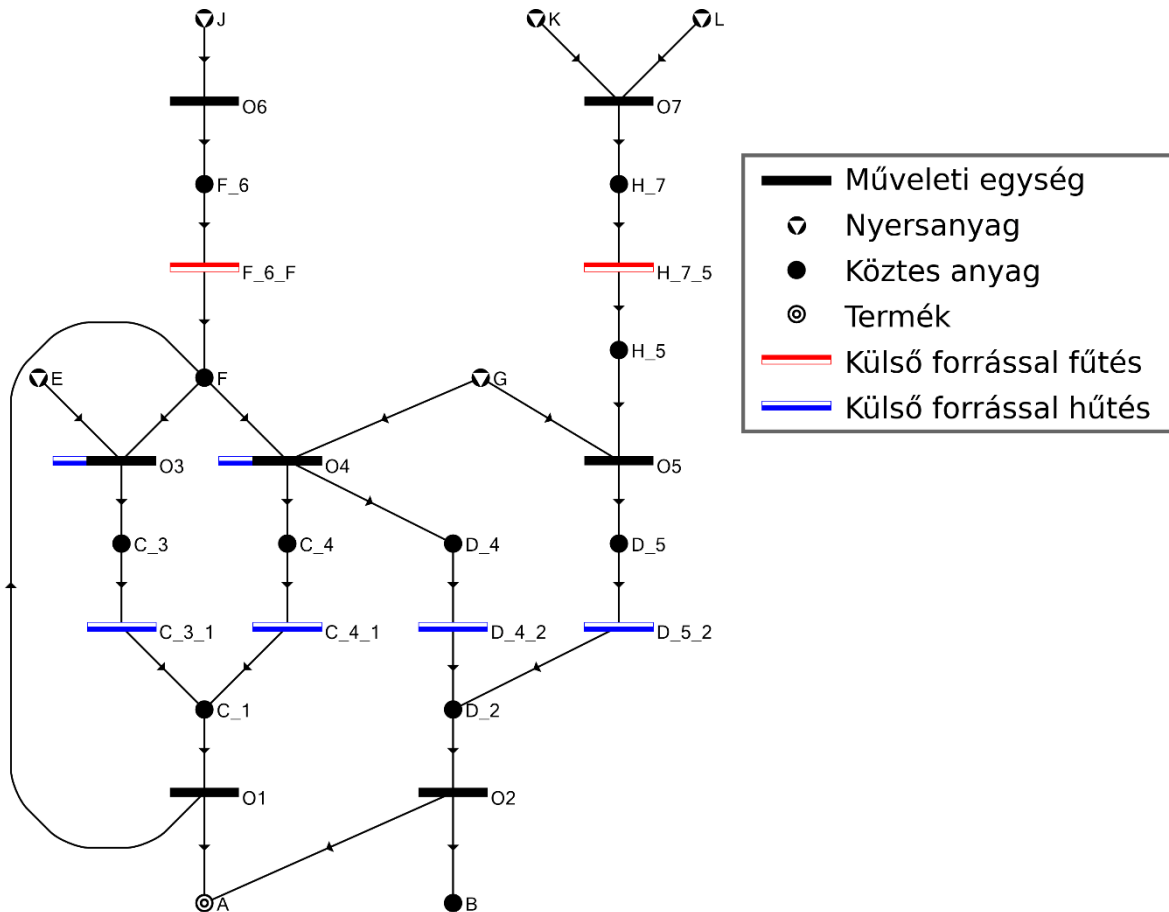 J
K
L
O6
O7
F_6
H_7
Műveleti egység
Nyersanyag
Köztes anyag
Termék
Külső forrással fűtés
Külső forrással hűtés
F_6_F
H_7_5
H_5
E
F
G
O3
O4
O5
C_3
C_4
D_4
D_5
C_3_1
C_4_1
D_4_2
D_5_2
C_1
D_2
O1
O2
A
B